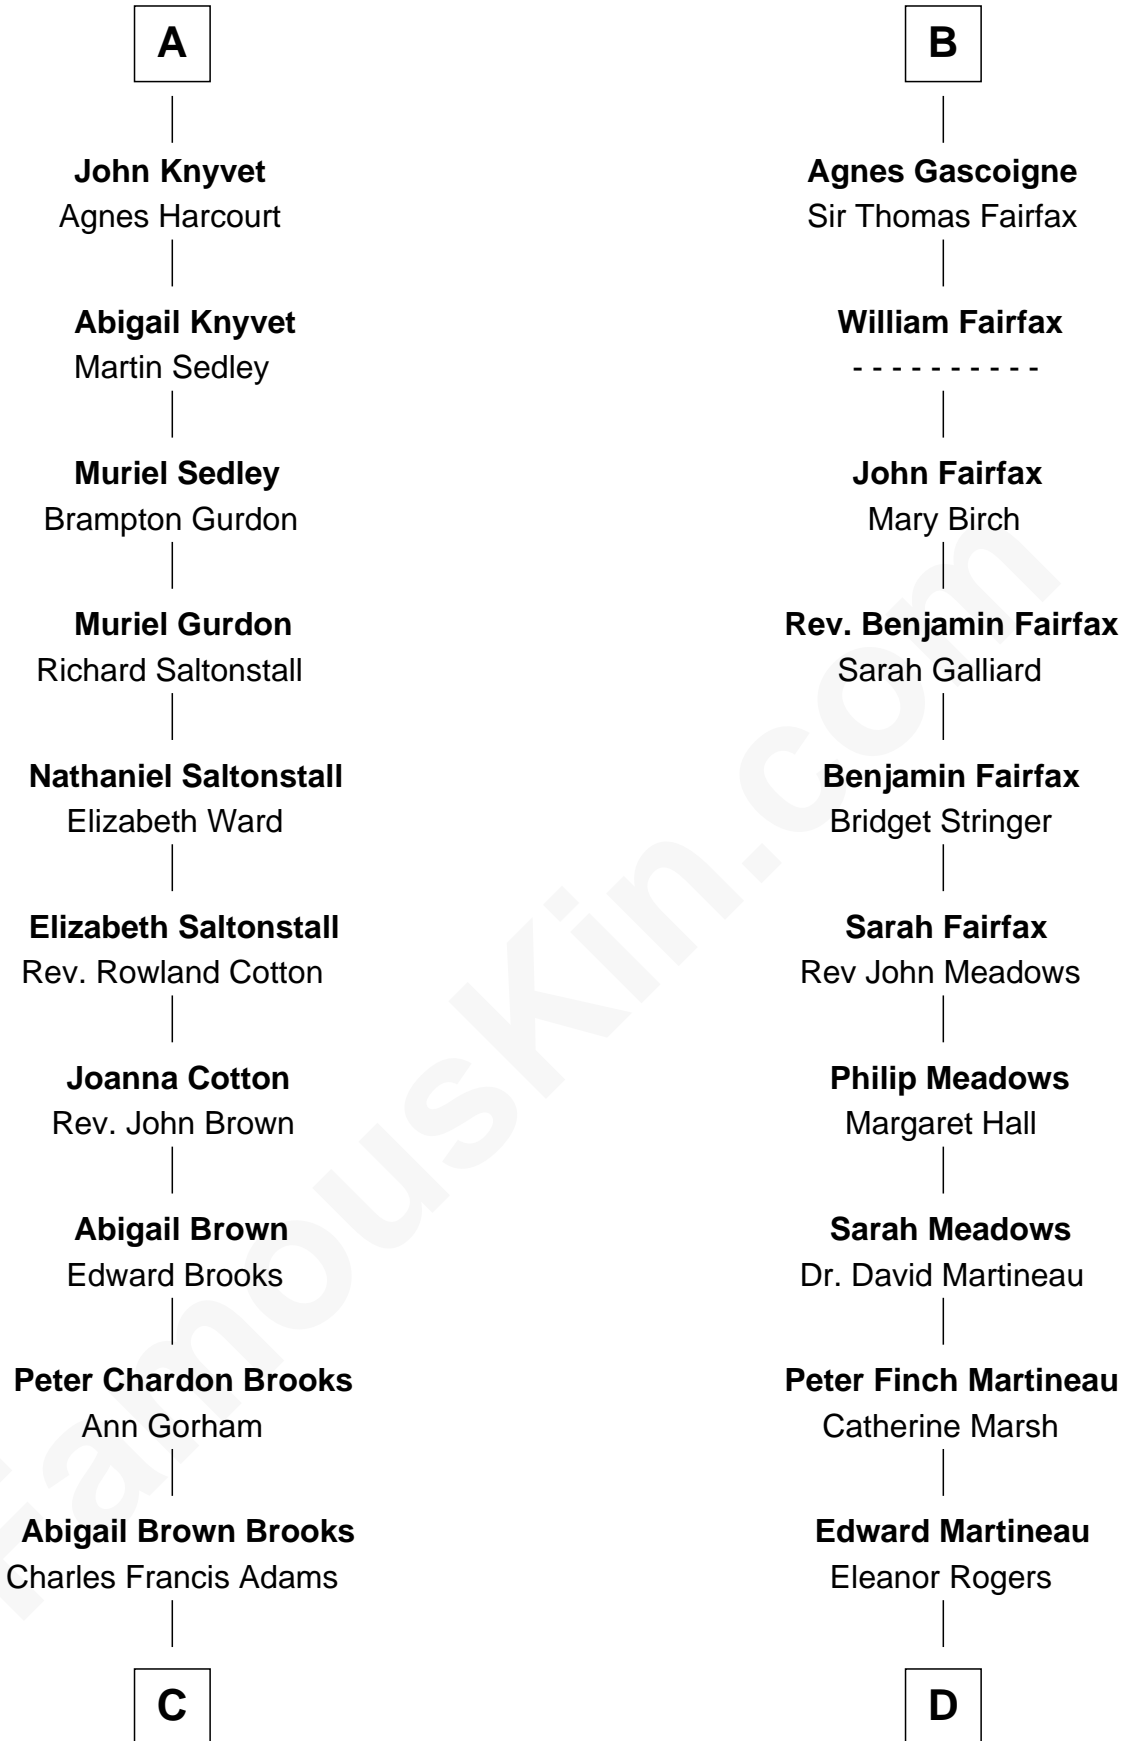 A
John Knyvet
Agnes Harcourt
Abigail Knyvet
Martin Sedley
Muriel Sedley
Brampton Gurdon
Muriel Gurdon
Richard Saltonstall
Nathaniel Saltonstall
Elizabeth Ward
Elizabeth Saltonstall
Rev. Rowland Cotton
Joanna Cotton
Rev. John Brown
Abigail Brown
Edward Brooks
Peter Chardon Brooks
Ann Gorham
Abigail Brown Brooks
Charles Francis Adams
C
B
Agnes Gascoigne
Sir Thomas Fairfax
William Fairfax
- - - - - - - - - -
John Fairfax
Mary Birch
Rev. Benjamin Fairfax
Sarah Galliard
Benjamin Fairfax
Bridget Stringer
Sarah Fairfax
Rev John Meadows
Philip Meadows
Margaret Hall
Sarah Meadows
Dr. David Martineau
Peter Finch Martineau
Catherine Marsh
Edward Martineau
Eleanor Rogers
D
FamousKin.com